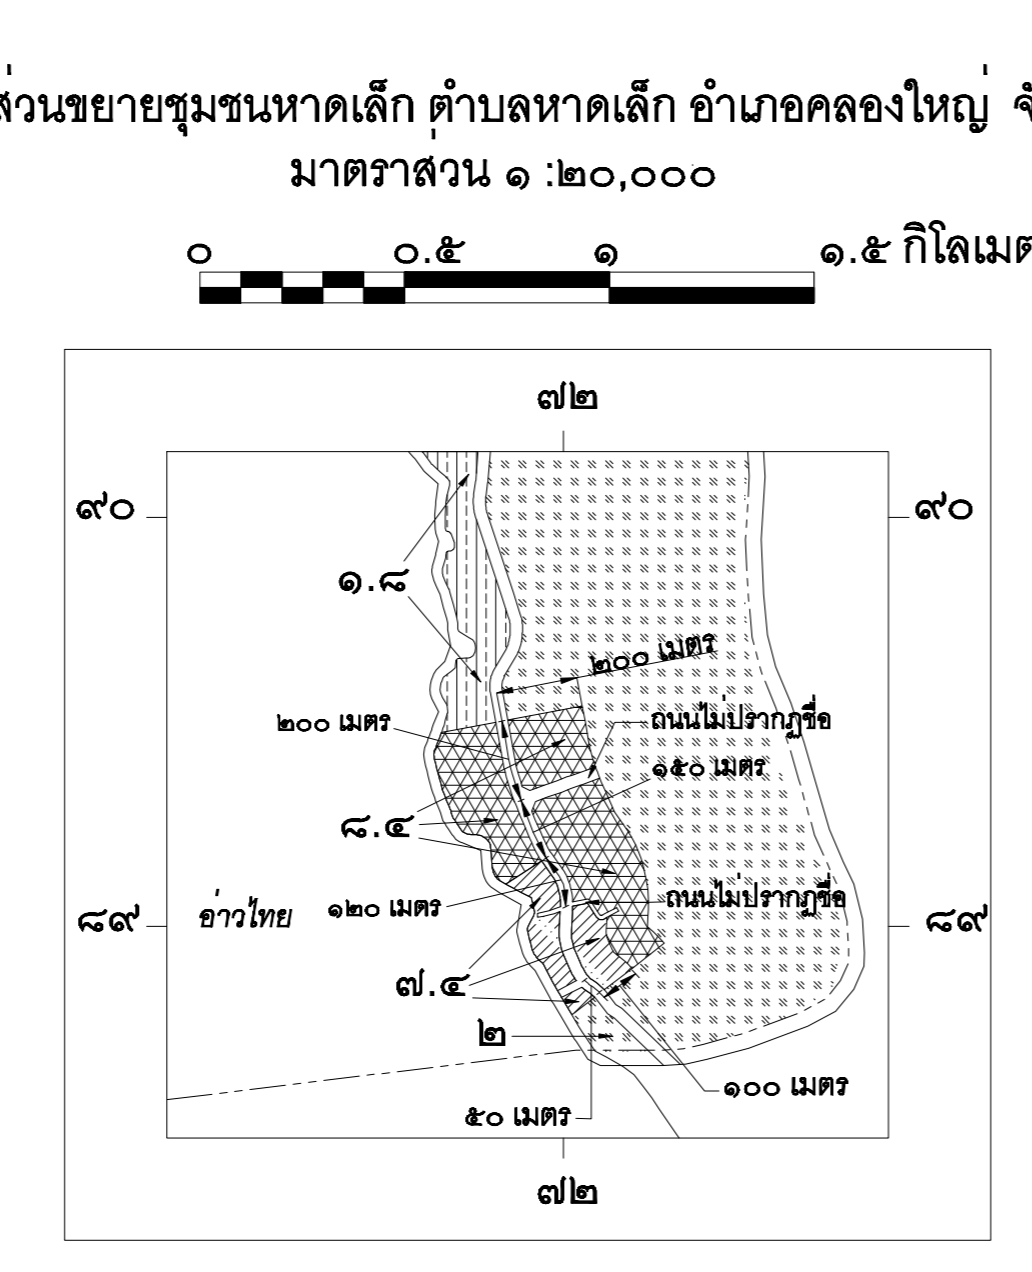 ส่วนขยายชุมชนหาดเล็ก ตำบลหาดเล็ก อำเภอคลองใหญ่
มาตราส่วน ๑ :๒๐,๐๐๐
๐ ๐.๕ ๑ ๑.๕ กิโลเมต
๗๒
๙๐ ๙๐
๑.๘
๒๐๐ เมตร
๒๐๐ เมตร
ถนนไม่ปรากฏชื่อ
๑๕๐ เมตร
๘.๔
ถนนไม่ปรากฏชื่อ
๑๒๐ เมตร
๘๙ อ่าวไทย ๘๙
๗.๔
๒
๑๐๐ เมตร
๕๐ เมตร
๗๒